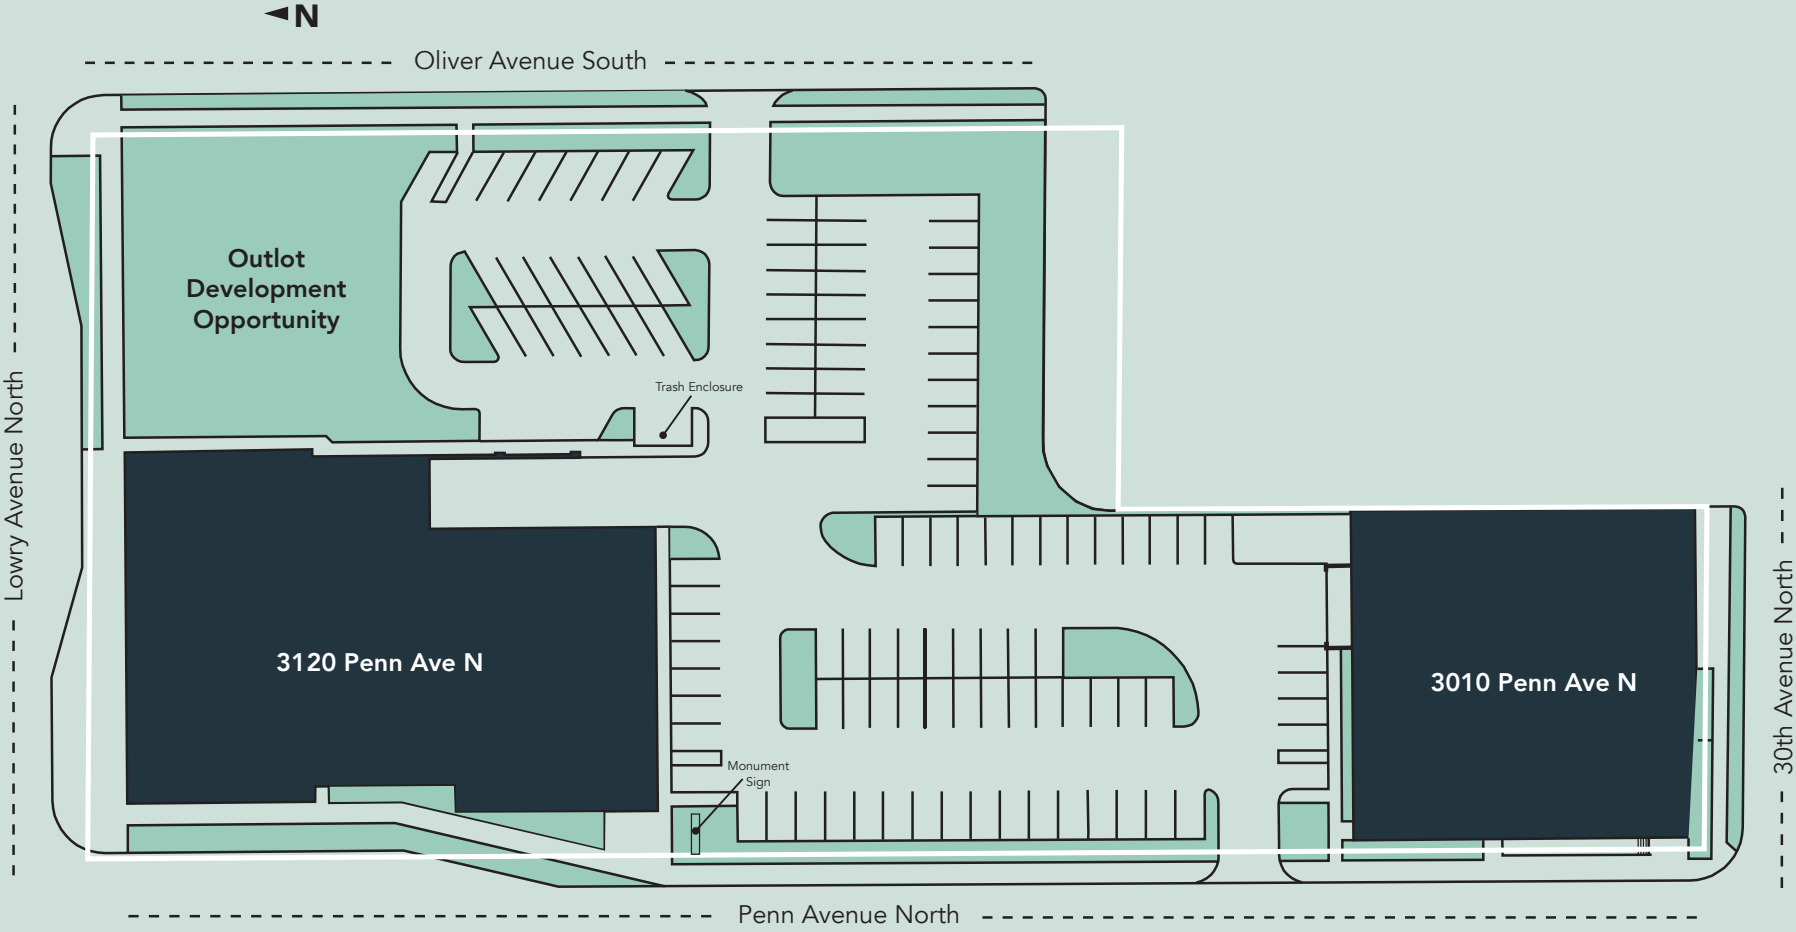 N
Oliver Avenue South
Lowry Avenue North
Outlot
Development
Opportunity
Trash Enclosure
3120 Penn Ave N
3010 Penn Ave N
30th Avenue North
Monument
Sign
Penn Avenue North